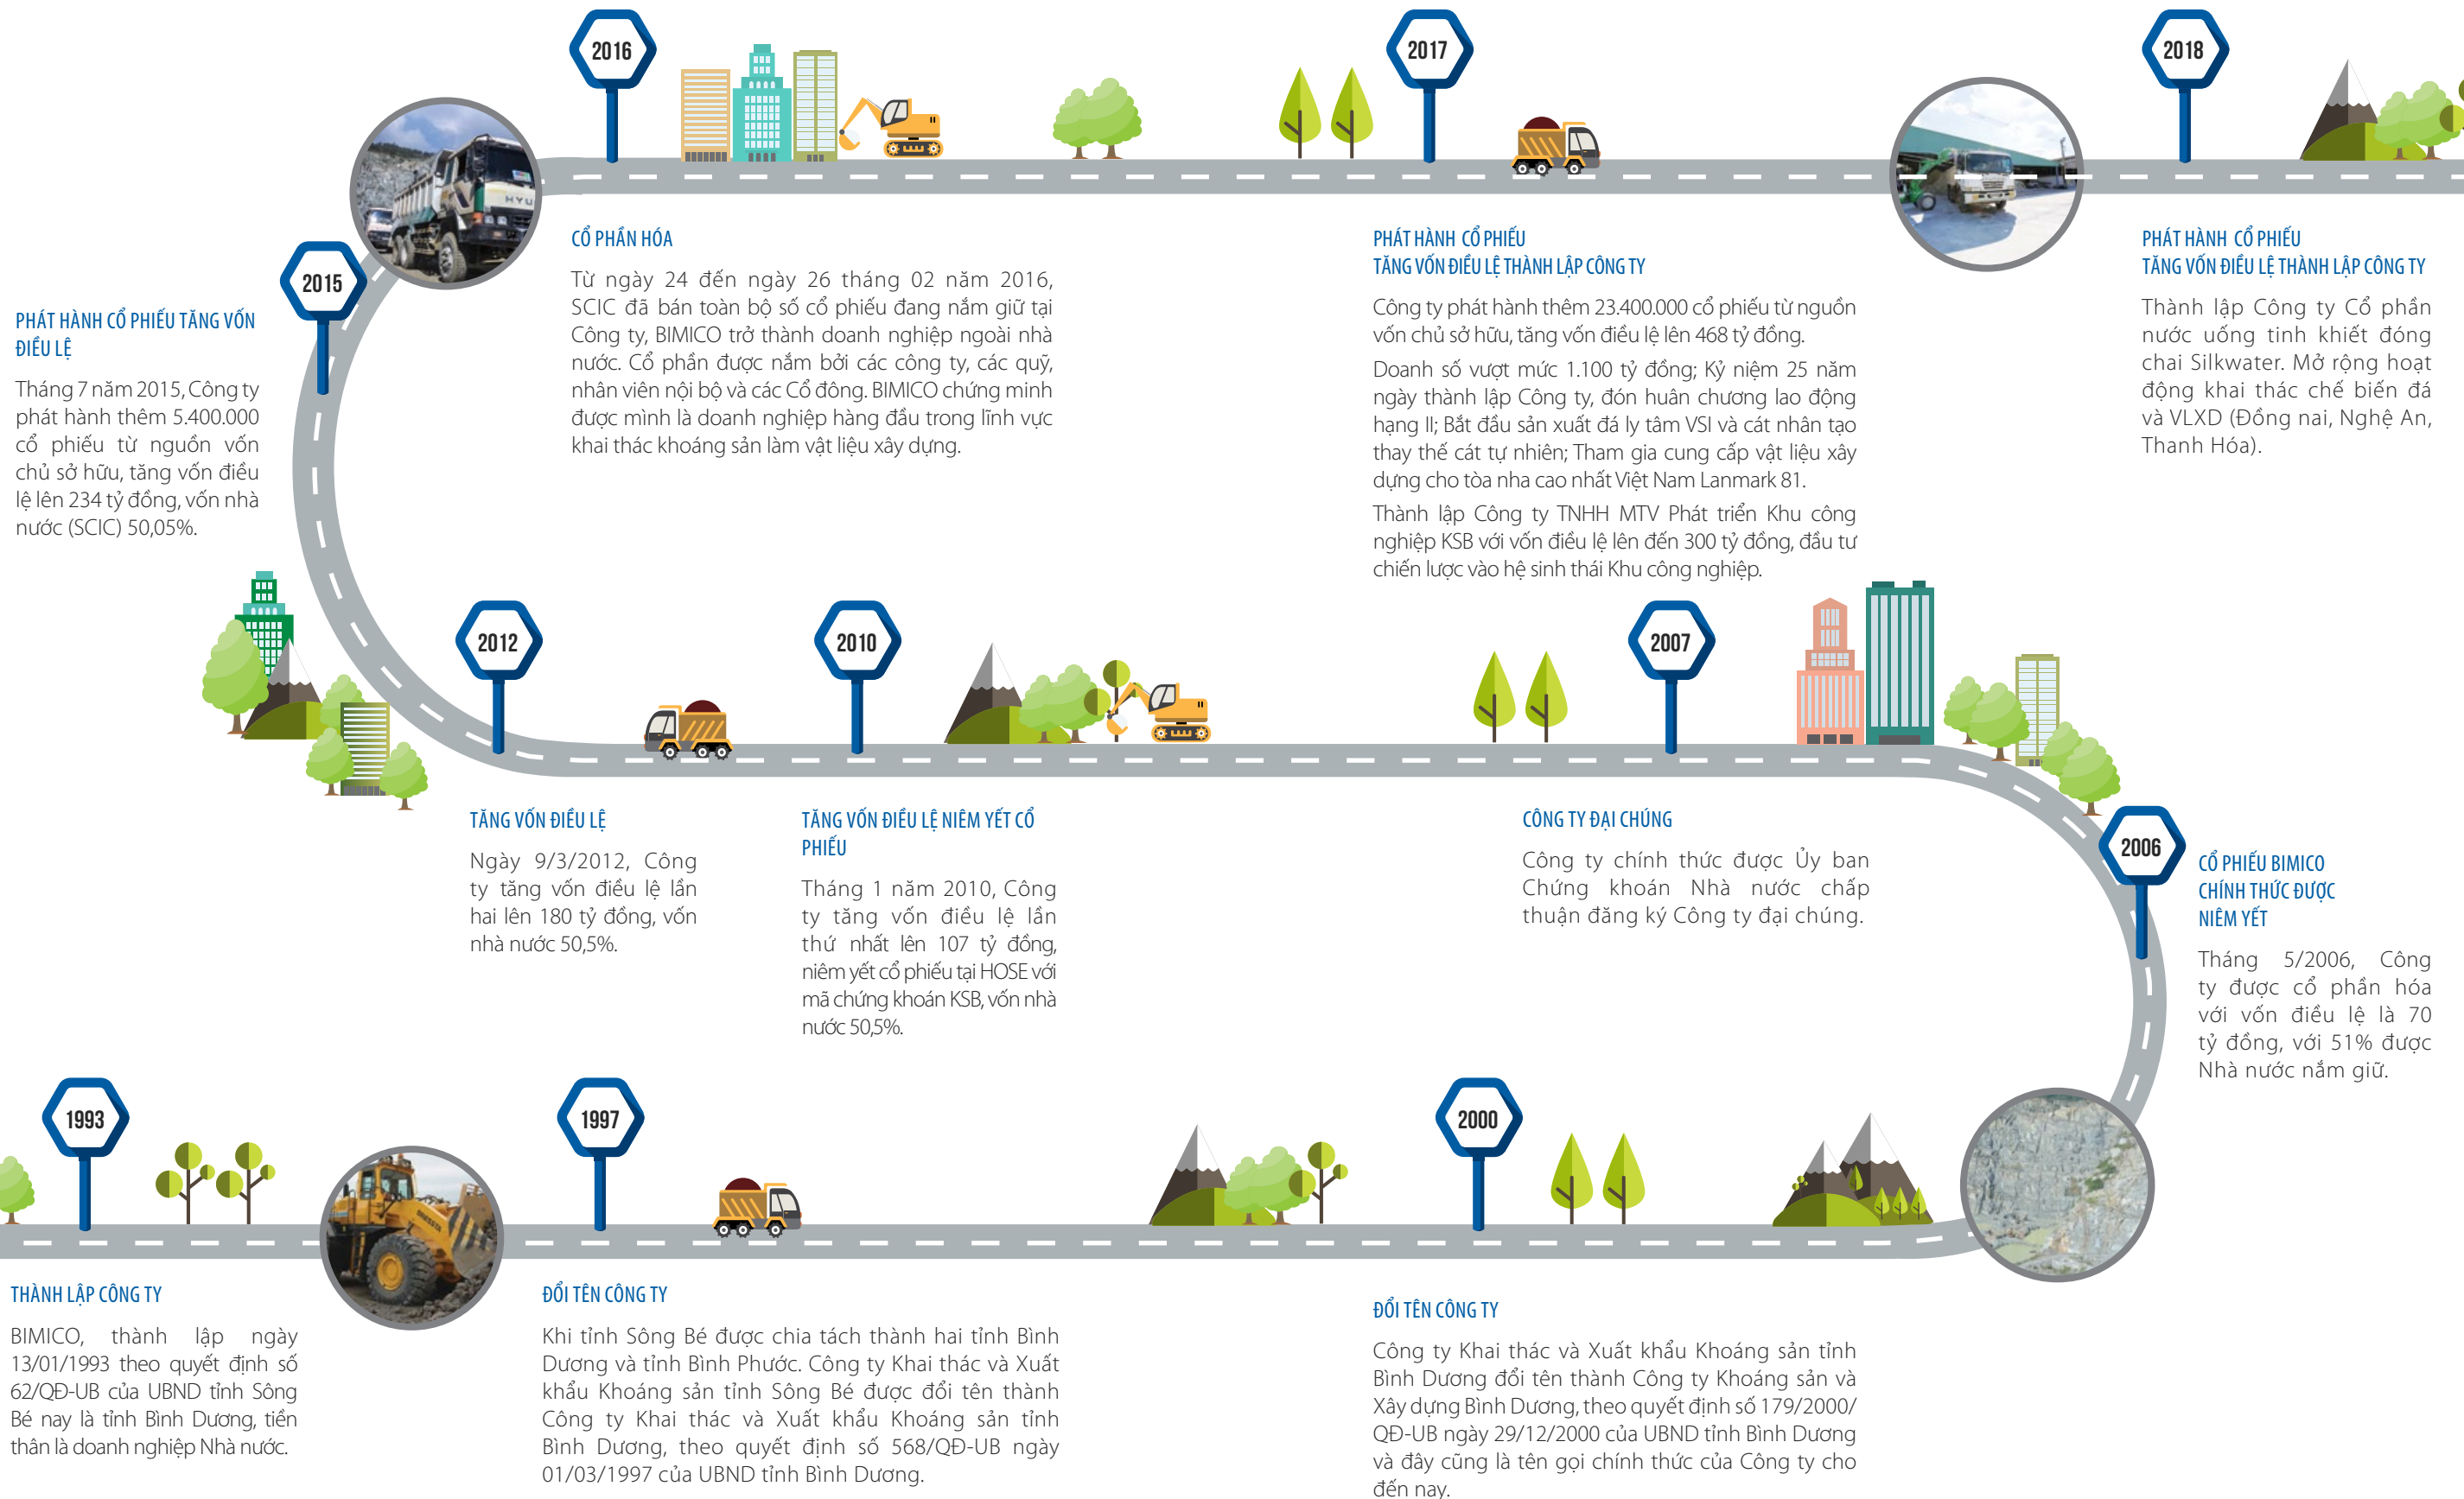 2016
2017
2018
CỔ PHẦN HÓA
Từ ngày 24 đến ngày 26 tháng 02 năm 2016,
SCIC đã bán toàn bộ số cổ phiếu đang nắm giữ tại
Công ty, BIMICO trở thành doanh nghiệp ngoài nhà
nước. Cổ phần được nắm bởi các công ty, các quỹ,
nhân viên nội bộ và các Cổ đông. BIMICO chứng minh
được mình là doanh nghiệp hàng đầu trong lĩnh vực
khai thác khoáng sản làm vật liệu xây dựng.
PHÁT HÀNH CỔ PHIẾU
TĂNG VỐN ĐIỀU LỆ THÀNH LẬP CÔNG TY
Công ty phát hành thêm 23.400.000 cổ phiếu từ nguồn
vốn chủ sở hữu, tăng vốn điều lệ lên 468 tỷ đồng.
Doanh số vượt mức 1.100 tỷ đồng; Kỷ niệm 25 năm
ngày thành lập Công ty, đón huân chương lao động
hạng II; Bắt đầu sản xuất đá ly tâm VSI và cát nhân tạo
thay thế cát tự nhiên; Tham gia cung cấp vật liệu xây
dựng cho tòa nha cao nhất Việt Nam Lanmark 81.
Thành lập Công ty TNHH MTV Phát triển Khu công
nghiệp KSB với vốn điều lệ lên đến 300 tỷ đồng, đầu tư
chiến lược vào hệ sinh thái Khu công nghiệp.
PHÁT HÀNH CỔ PHIẾU
TĂNG VỐN ĐIỀU LỆ THÀNH LẬP CÔNG TY
Thành lập Công ty Cổ phần
nước uống tinh khiết đóng
chai Silkwater. Mở rộng hoạt
động khai thác chế biến đá
và VLXD (Đồng nai, Nghệ An,
Thanh Hóa).
2015
PHÁT HÀNH CỔ PHIẾU TĂNG VỐN
ĐIỀU LỆ
Tháng 7 năm 2015, Công ty
phát hành thêm 5.400.000
cổ phiếu từ nguồn vốn
chủ sở hữu, tăng vốn điều
lệ lên 234 tỷ đồng, vốn nhà
nước (SCIC) 50,05%.
2012
2010
2007
TĂNG VỐN ĐIỀU LỆ
Ngày 9/3/2012, Công
ty tăng vốn điều lệ lần
hai lên 180 tỷ đồng, vốn
nhà nước 50,5%.
TĂNG VỐN ĐIỀU LỆ NIÊM YẾT CỔ
PHIẾU
Tháng 1 năm 2010, Công
ty tăng vốn điều lệ lần
thứ nhất lên 107 tỷ đồng,
niêm yết cổ phiếu tại HOSE với
mã chứng khoán KSB, vốn nhà
nước 50,5%.
CÔNG TY ĐẠI CHÚNG
Công ty chính thức được Ủy ban
Chứng khoán Nhà nước chấp
thuận đăng ký Công ty đại chúng.
2006
CỔ PHIẾU BIMICO
CHÍNH THỨC ĐƯỢC
NIÊM YẾT
Tháng 5/2006, Công
ty được cổ phần hóa
với vốn điều lệ là 70
tỷ đồng, với 51% được
Nhà nước nắm giữ.
1993
1997
2000
THÀNH LẬP CÔNG TY
BIMICO, thành lập ngày
13/01/1993 theo quyết định số
62/QĐ-UB của UBND tỉnh Sông
Bé nay là tỉnh Bình Dương, tiền
thân là doanh nghiệp Nhà nước.
ĐỔI TÊN CÔNG TY
Khi tỉnh Sông Bé được chia tách thành hai tỉnh Bình
Dương và tỉnh Bình Phước. Công ty Khai thác và Xuất
khẩu Khoáng sản tỉnh Sông Bé được đổi tên thành
Công ty Khai thác và Xuất khẩu Khoáng sản tỉnh
Bình Dương, theo quyết định số 568/QĐ-UB ngày
01/03/1997 của UBND tỉnh Bình Dương.
ĐỔI TÊN CÔNG TY
Công ty Khai thác và Xuất khẩu Khoáng sản tỉnh
Bình Dương đổi tên thành Công ty Khoáng sản và
Xây dựng Bình Dương, theo quyết định số 179/2000/
QĐ-UB ngày 29/12/2000 của UBND tỉnh Bình Dương
và đây cũng là tên gọi chính thức của Công ty cho
đến nay.